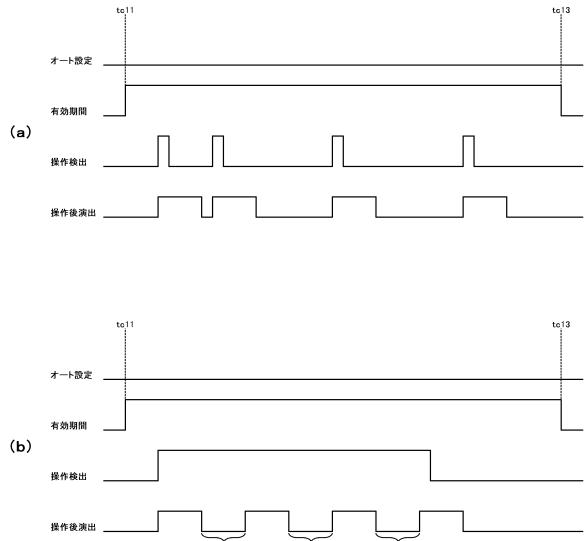 tc11
tc13
オート設定
有効期間
(a)
操作検出
操作後演出
tc11
tc13
オート設定
有効期間
(b)
操作検出
操作後演出